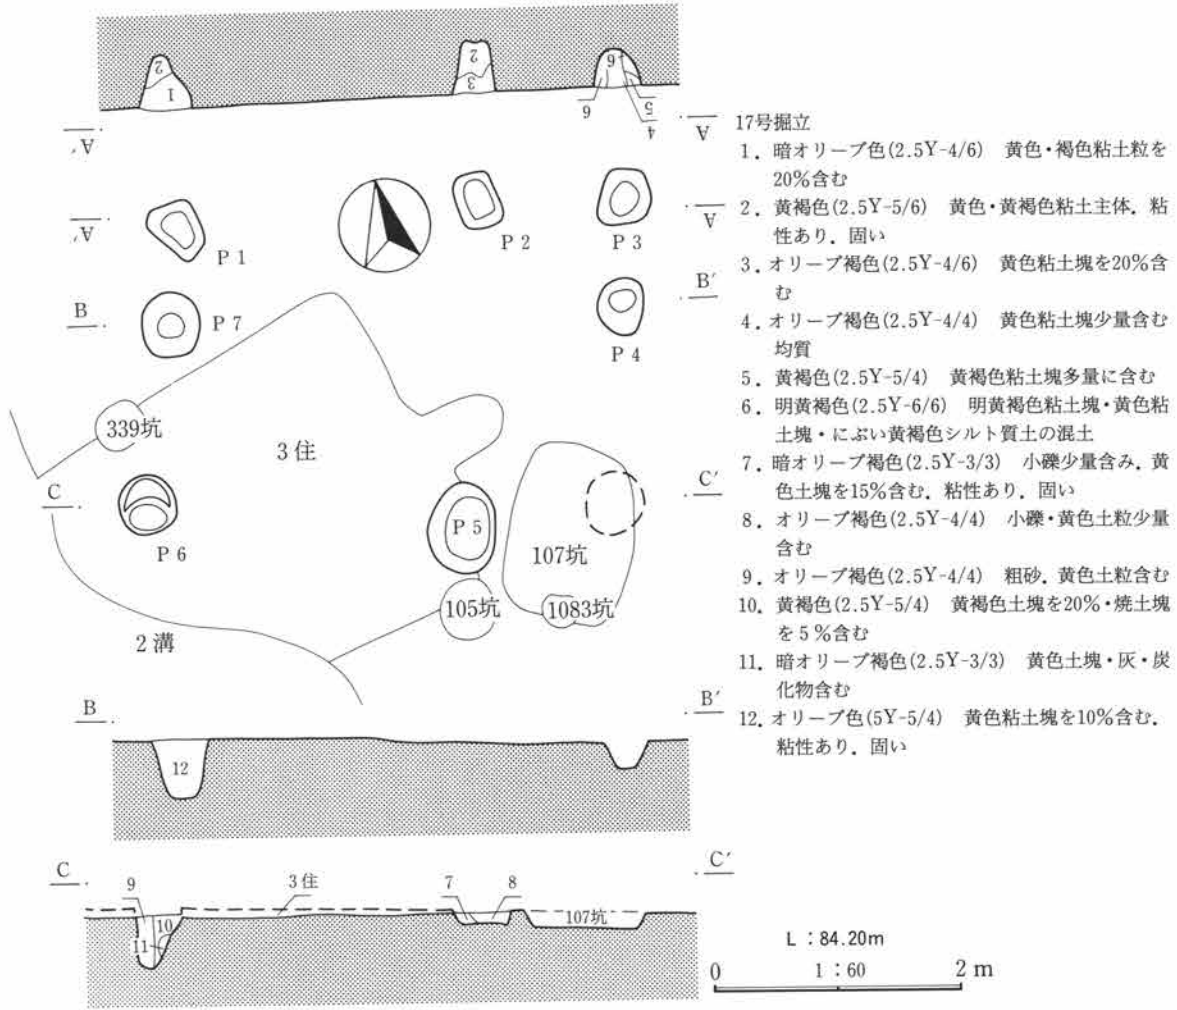 2
1
2
3
6
6
5
4
A′
A
A′
A
P 1
P 2
P 3
B
B′
P 7
P 4
339坑
3住
C
C′
P 6
P 5
107坑
105坑
1083坑
2溝
B
B′
12
C
C′
9
3住
7
8
10
11
107坑
17号掘立
1．暗オリーブ色(2.5Y-4/6)　黄色・褐色粘土粒を
20%含む
2．黄褐色(2.5Y-5/6)　黄色・黄褐色粘土主体．粘
性あり．固い
3．オリーブ褐色(2.5Y-4/6)　黄色粘土塊を20%含
む
4．オリーブ褐色(2.5Y-4/4)　黄色粘土塊少量含む
均質
5．黄褐色(2.5Y-5/4)　黄褐色粘土塊多量に含む
6．明黄褐色(2.5Y-6/6)　明黄褐色粘土塊・黄色粘
土塊・にぶい黄褐色シルト質土の混土
7．暗オリーブ褐色(2.5Y-3/3)　小礫少量含み．黄
色土塊を15%含む．粘性あり．固い
8．オリーブ褐色(2.5Y-4/4)　小礫・黄色土粒少量
含む
9．オリーブ褐色(2.5Y-4/4)　粗砂．黄色土粒含む
10．黄褐色(2.5Y-5/4)　黄褐色土塊を20%・焼土塊
を5%含む
11．暗オリーブ褐色(2.5Y-3/3)　黄色土塊・灰・炭
化物含む
12．オリーブ色(5Y-5/4)　黄色粘土塊を10%含む．
粘性あり．固い
L：84.20m
0　1：60　2 m